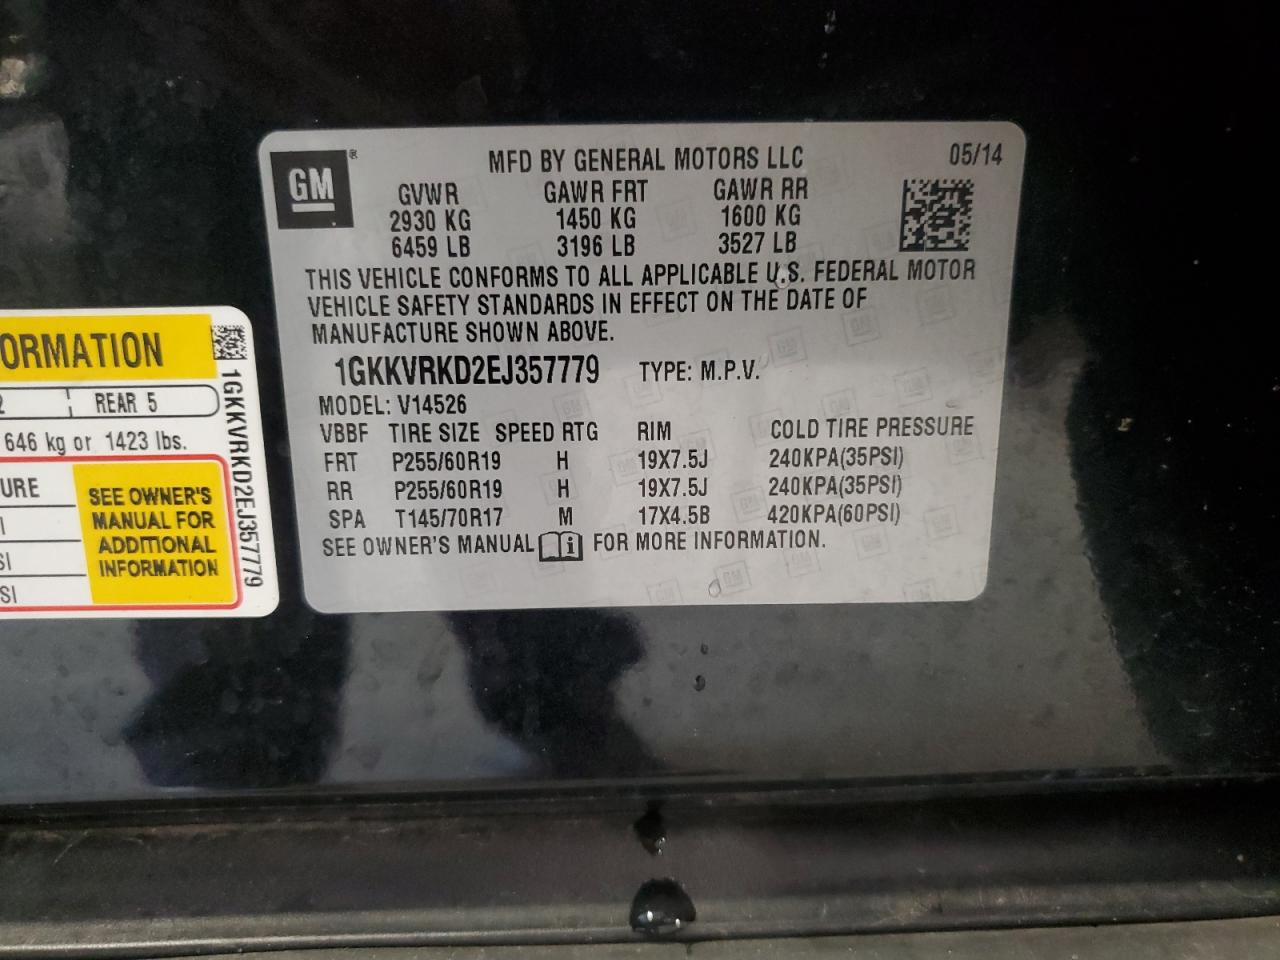 GM ®
MFD BY GENERAL MOTORS LLC 05/14
GVWR GAWR FRT GAWR RR
2930 KG 1450 KG 1600 KG
6459 LB 3196 LB 3527 LB
THIS VEHICLE CONFORMS TO ALL APPLICABLE U.S. FEDERAL MOTOR
VEHICLE SAFETY STANDARDS IN EFFECT ON THE DATE OF
MANUFACTURE SHOWN ABOVE.
1GKKVRKD2EJ357779 TYPE: M.P.V.
MODEL: V14526
VBBF TIRE SIZE SPEED RTG RIM COLD TIRE PRESSURE
FRT P255/60R19 H 19X7.5J 240KPA(35PSI)
RR P255/60R19 H 19X7.5J 240KPA(35PSI)
SPA T145/70R17 M 17X4.5B 420KPA(60PSI)
SEE OWNER'S MANUAL i FOR MORE INFORMATION.
ORMATION
2 REAR 5
646 kg or 1423 lbs.
URE
I
SI
SI
SEE OWNER'S
MANUAL FOR
ADDITIONAL
INFORMATION
1GKKVRKD2EJ357779